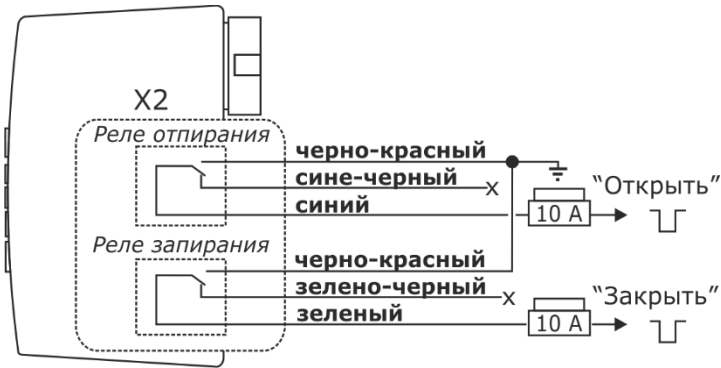 X2
Реле отпирания
черно-красный
сине-черный
x
синий
10 А
“Открыть”
Реле запирания
черно-красный
зелено-черный
x
зеленый
10 А
“Закрыть”